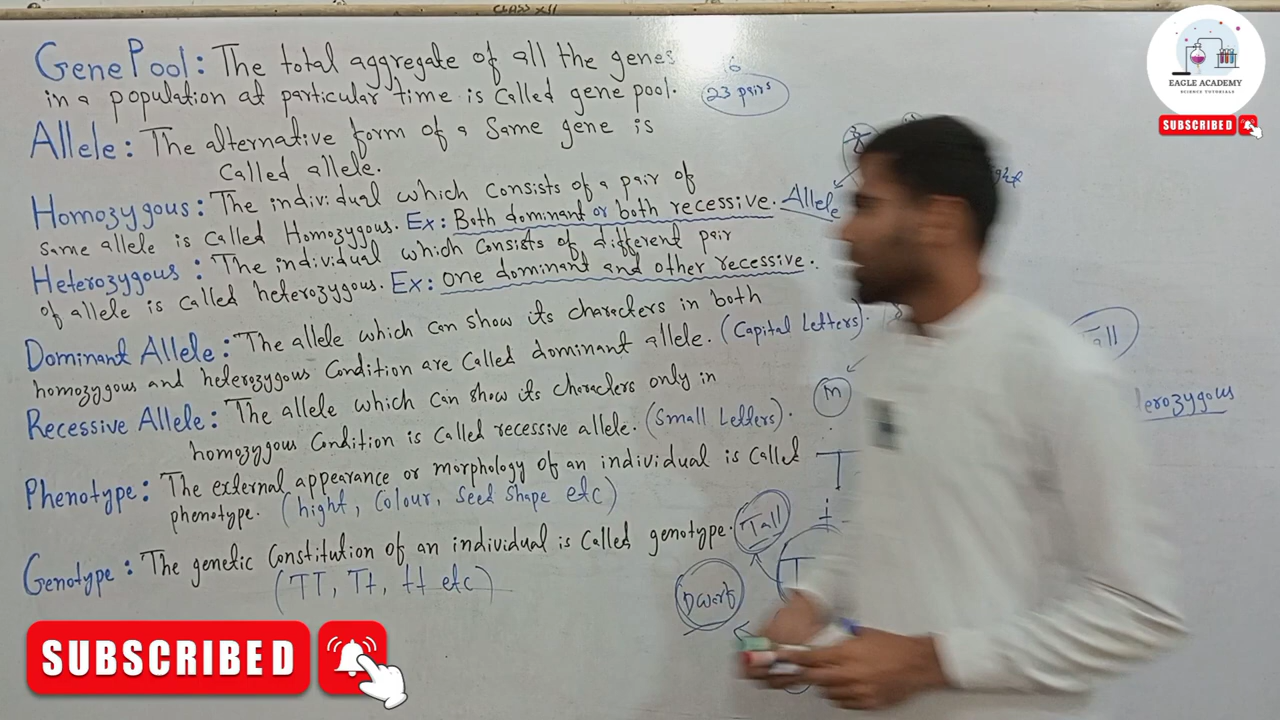 CLASS XII
Gene Pool: The total aggregate of all the genes
in a population at particular time is called gene pool.
23 pairs
Allele: The alternative form of a Same gene is
Called allele.
Homozygous: The individual which Consists of a pair of
Same allele is Called Homozygous. Ex: Both dominant or both recessive.
Allele
Heterozygous: The individual which Consists of different pair
of allele is called heterozygous. Ex: One dominant and other recessive.
Dominant Allele: The allele which can show its characters in both
homozygous and heterozygous Condition are Called dominant allele. (Capital Letters).
Recessive Allele: The allele which can show its characters only in
homozygous Condition is Called recessive allele. (Small Letters).
Phenotype: The external appearance or morphology of an individual is called
phenotype. (hight, Colour, Seed Shape etc)
Genotype: The genetic Constitution of an individual is Called genotype.
(TT, Tt, tt etc)
m
T
t
Tall
T
Dwarf
EAGLE ACADEMY
SCIENCE TUTORIALS
SUBSCRIBED
SUBSCRIBED